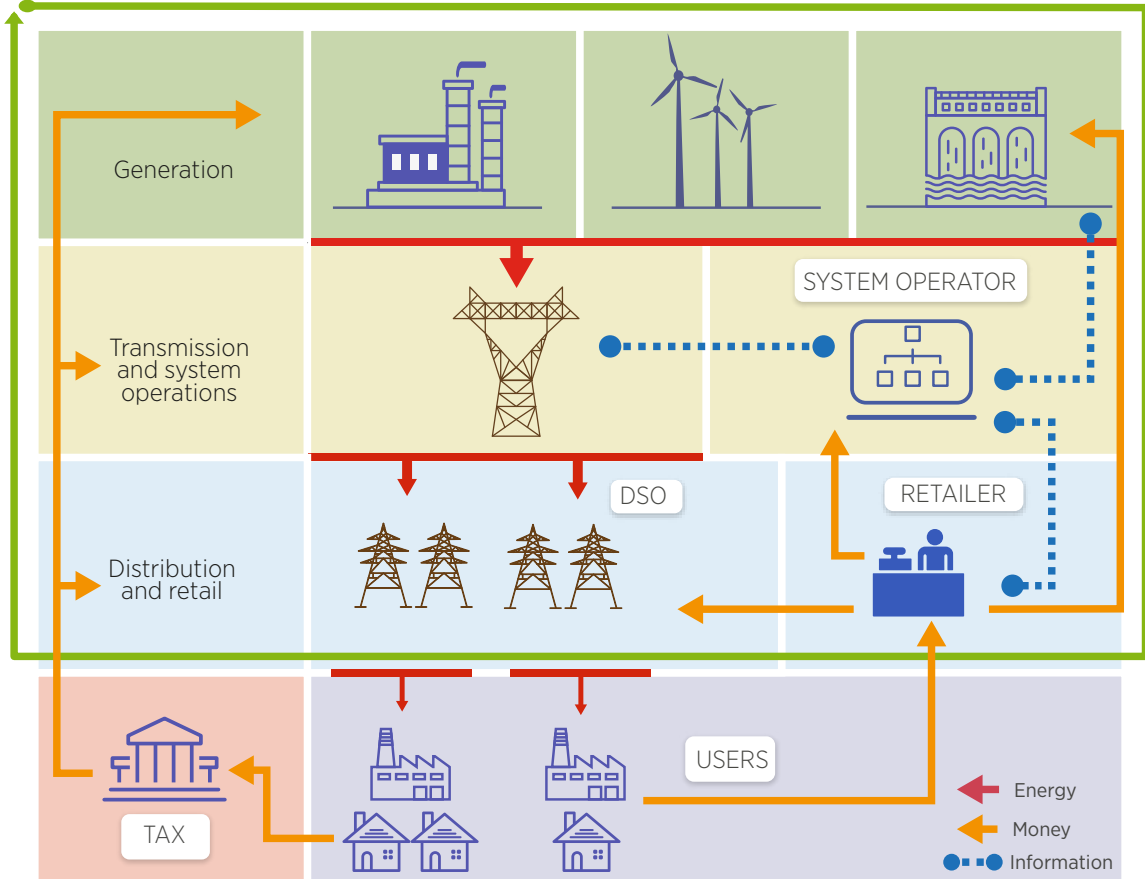 Generation
SYSTEM OPERATOR
Transmission
and system
operations
DSO
RETAILER
Distribution
and retail
USERS
TAX
Energy
Money
Information